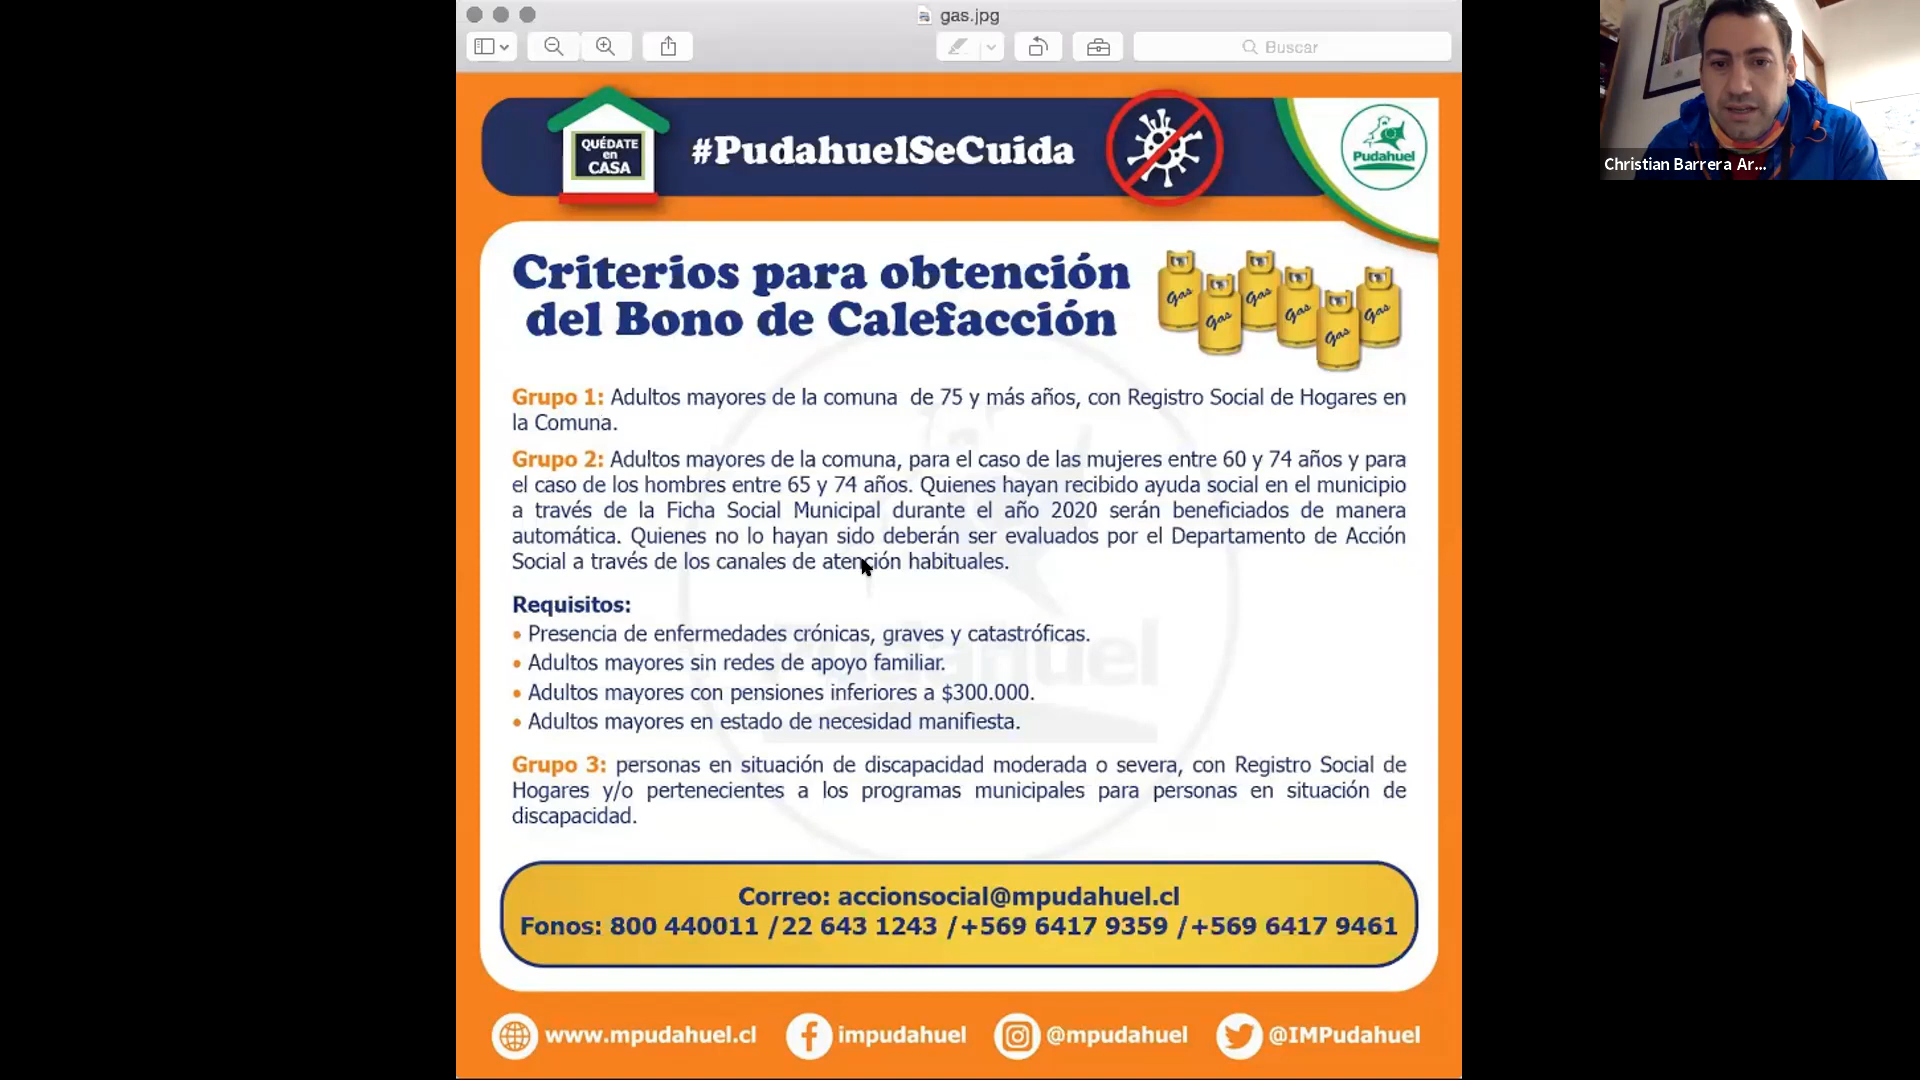 gas.jpg
Buscar
QUÉDATE
en
CASA
#PudahuelSeCuida
Pudahuel
Criterios para obtención
del Bono de Calefacción
gas
gas
gas
gas
gas
gas
Grupo 1: Adultos mayores de la comuna de 75 y más años, con Registro Social de Hogares en
la Comuna.
Grupo 2: Adultos mayores de la comuna, para el caso de las mujeres entre 60 y 74 años y para
el caso de los hombres entre 65 y 74 años. Quienes hayan recibido ayuda social en el municipio
a través de la Ficha Social Municipal durante el año 2020 serán beneficiados de manera
automática. Quienes no lo hayan sido deberán ser evaluados por el Departamento de Acción
Social a través de los canales de atención habituales.
Requisitos:
• Presencia de enfermedades crónicas, graves y catastróficas.
• Adultos mayores sin redes de apoyo familiar.
• Adultos mayores con pensiones inferiores a $300.000.
• Adultos mayores en estado de necesidad manifiesta.
Pudahuel
Grupo 3: personas en situación de discapacidad moderada o severa, con Registro Social de
Hogares y/o pertenecientes a los programas municipales para personas en situación de
discapacidad.
Correo: accionsocial@mpudahuel.cl
Fonos: 800 440011 /22 643 1243 /+569 6417 9359 /+569 6417 9461
www.mpudahuel.cl
impudahuel
@mpudahuel
@IMPudahuel
Christian Barrera Ar...